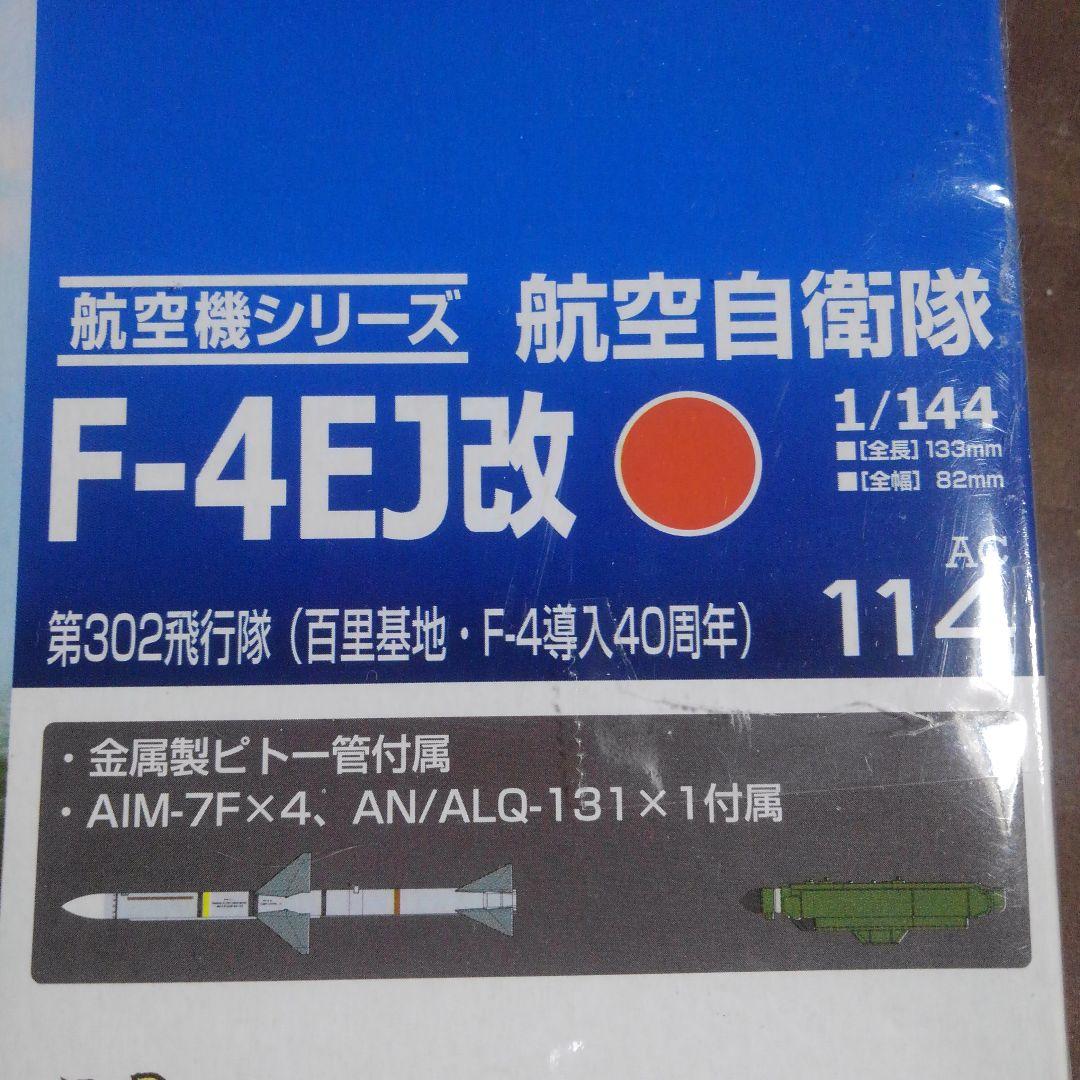 航空機シリーズ 航空自衛隊
F-4EJ改
1/144
■[全長] 133mm
■[全幅] 82mm
AC
114
第302飛行隊（百里基地・F-4導入40周年）
・金属製ピトー管付属
・AIM-7F×4、AN/ALQ-131×1付属